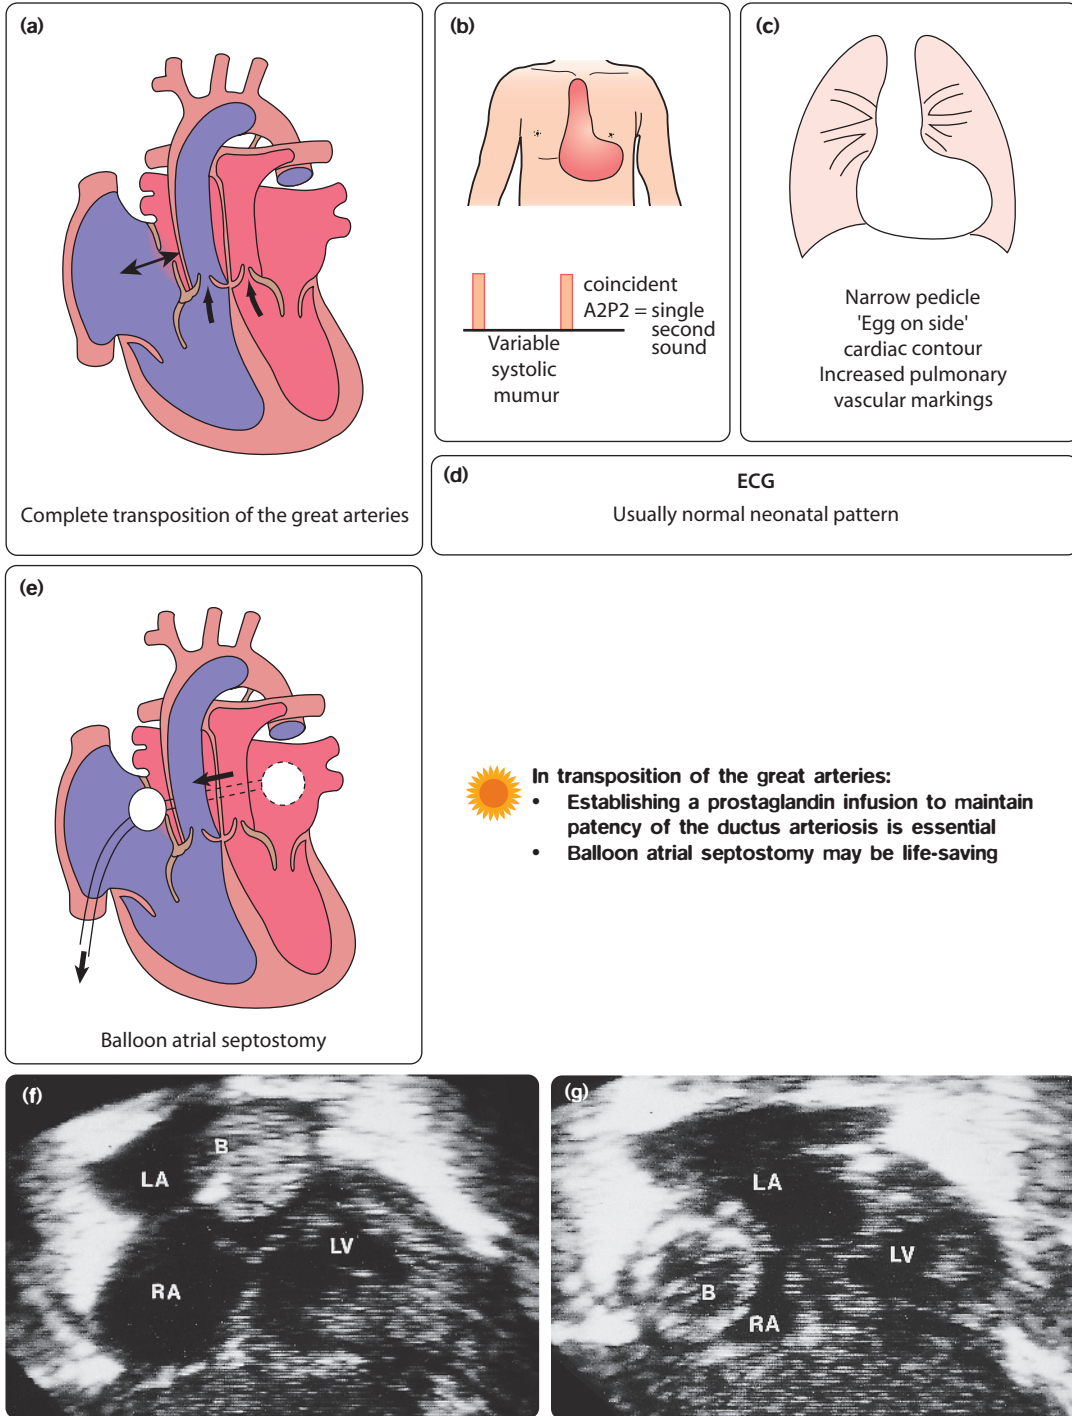 (a)
Complete transposition of the great arteries
(b)
coincident
A2P2 = single
second
sound
Variable
systolic
mumur
(c)
Narrow pedicle
'Egg on side'
cardiac contour
Increased pulmonary
vascular markings
(d)
ECG
Usually normal neonatal pattern
(e)
Balloon atrial septostomy
In transposition of the great arteries:
• Establishing a prostaglandin infusion to maintain
patency of the ductus arteriosis is essential
• Balloon atrial septostomy may be life-saving
(f)
B
LA
LV
RA
(g)
LA
LV
B
RA